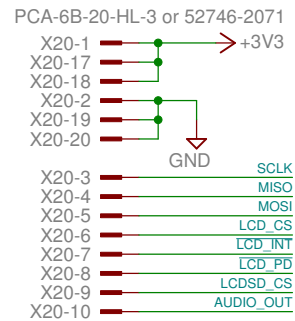 PCA-6B-20-HL-3 or 52746-2071
X20-1
+3V3
X20-17
X20-18
X20-2
X20-19
X20-20
GND
X20-3 SCLK
X20-4 MISO
X20-5 MOSI
X20-6 LCD_CS
X20-7 LCD_INT
X20-8 LCD_PD
X20-9 LCDSD_CS
X20-10 AUDIO_OUT